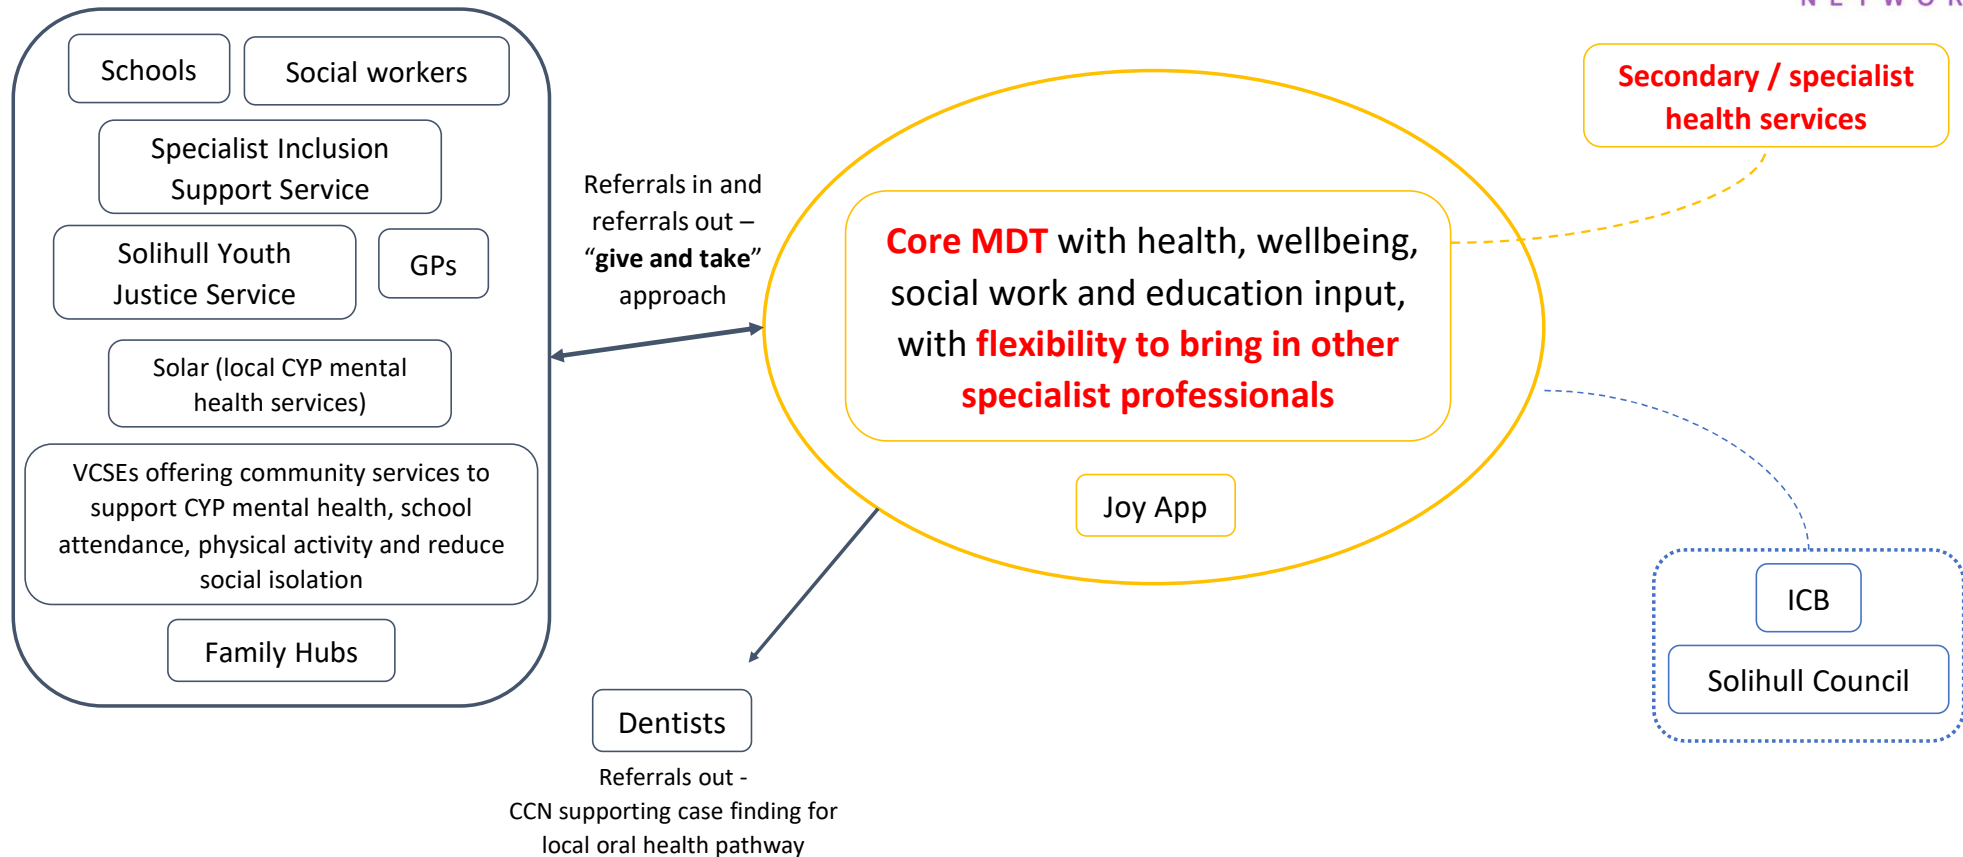 Schools
Social workers
Specialist Inclusion
Support Service
Solihull Youth
Justice Service
GPs
Solar (local CYP mental
health services)
VCSEs offering community services to
support CYP mental health, school
attendance, physical activity and reduce
social isolation
Family Hubs
Referrals in and
referrals out –
“give and take”
approach
Core MDT with health, wellbeing,
social work and education input,
with flexibility to bring in other
specialist professionals
Joy App
Secondary / specialist
health services
ICB
Solihull Council
Dentists
Referrals out -
CCN supporting case finding for
local oral health pathway